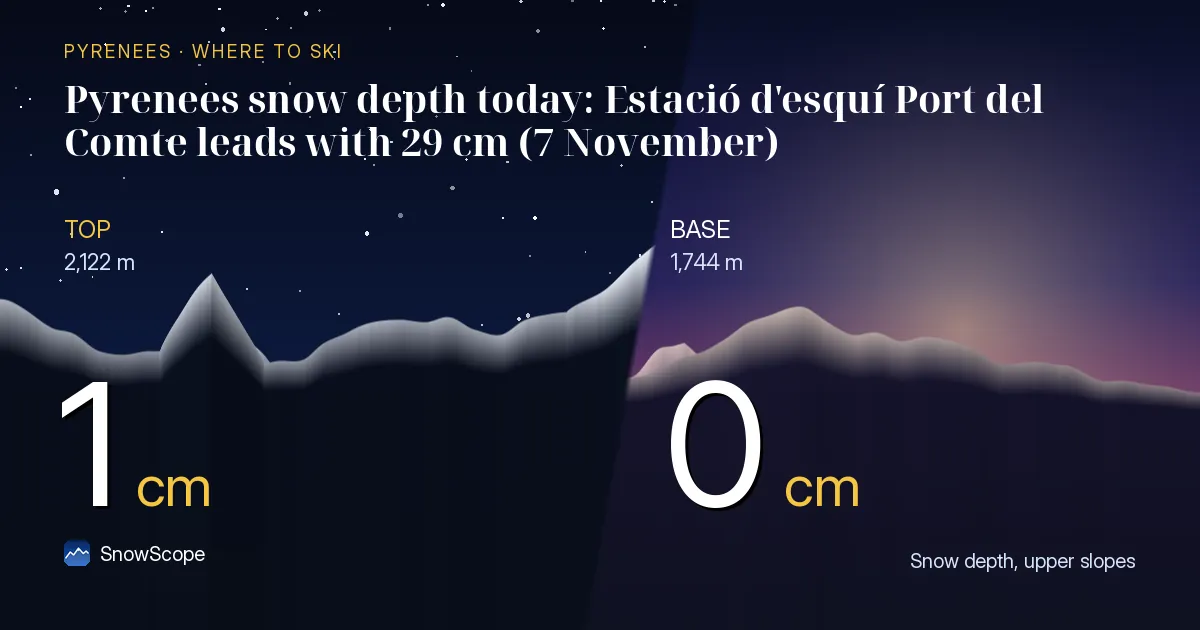 PYRENEES · WHERE TO SKI
Pyrenees snow depth today: Estació d'esquí Port del
Comte leads with 29 cm (7 November)
TOP
2,122 m
1 cm
BASE
1,744 m
0 cm
SnowScope
Snow depth, upper slopes